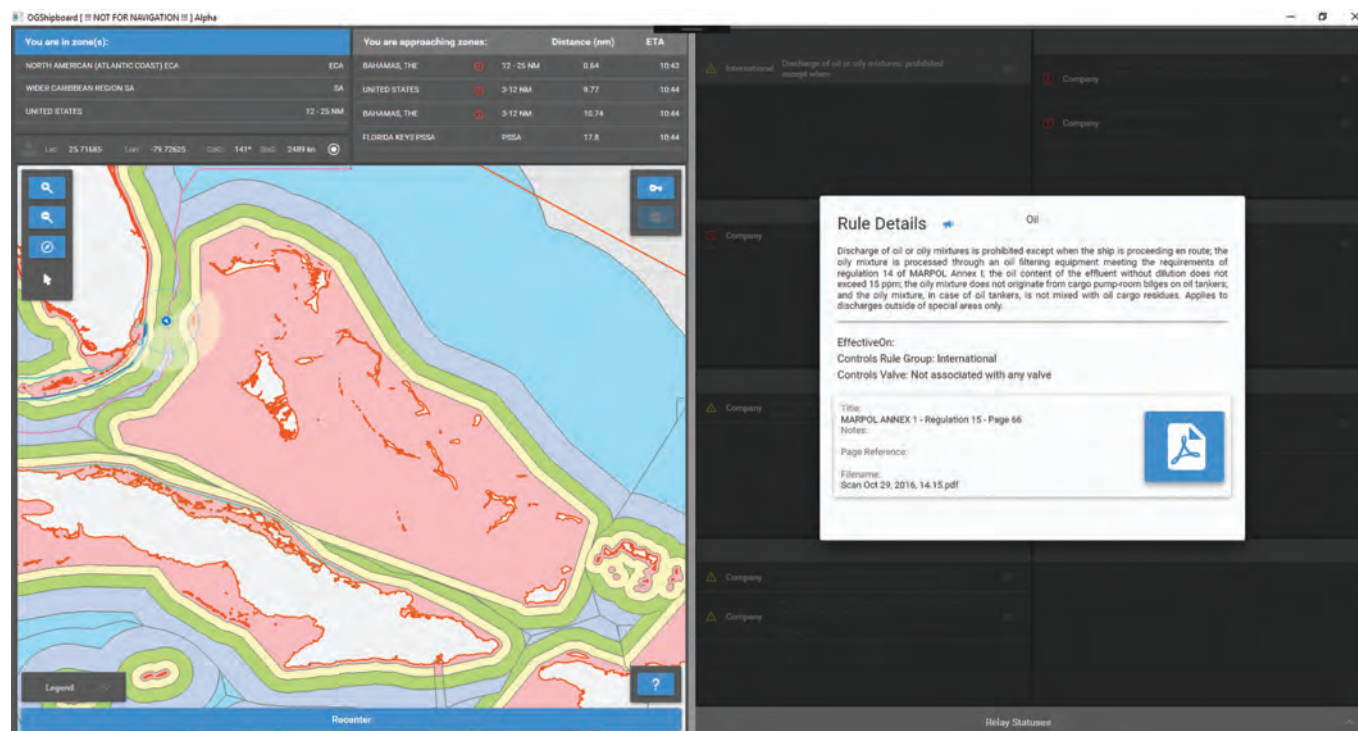 OGShipboard [ !!! NOT FOR NAVIGATION !!! ] Alpha
You are in zone(s):
NORTH AMERICAN (ATLANTIC COAST) ECA ECA
WIDER CARIBBEAN REGION SA SA
UNITED STATES 12 - 25 NM
You are approaching zones: Distance (nm) ETA
BAHAMAS, THE 12 - 25 NM 0.64 10:43
UNITED STATES 3-12 NM 9.77 10:44
BAHAMAS, THE 3-12 NM 10.74 10:44
FLORIDA KEYS PSSA PSSA 17.8 10:44
Lat: 25.71685 Lon: -79.72625 CoG: 141° SoG: 2489 kn
Legend
?
Recenter
International Discharge of oil or oily mixtures, prohibited
except when
Company
Company
Company
Rule Details Oil
Discharge of oil or oily mixtures is prohibited except when the ship is proceeding en route; the
oily mixture is processed through an oil filtering equipment meeting the requirements of
regulation 14 of MARPOL Annex I; the oil content of the effluent without dilution does not
exceed 15 ppm; the oily mixture does not originate from cargo pump-room bilges on oil tankers;
and the oily mixture, in case of oil tankers, is not mixed with oil cargo residues. Applies to
discharges outside of special areas only.
EffectiveOn:
Controls Rule Group: International
Controls Valve: Not associated with any valve
Title:
MARPOL ANNEX 1 - Regulation 15 - Page 66
Notes:
Page Reference:
Filename:
Scan Oct 29, 2016, 14.15.pdf
Company
Company
Company
Relay Statuses